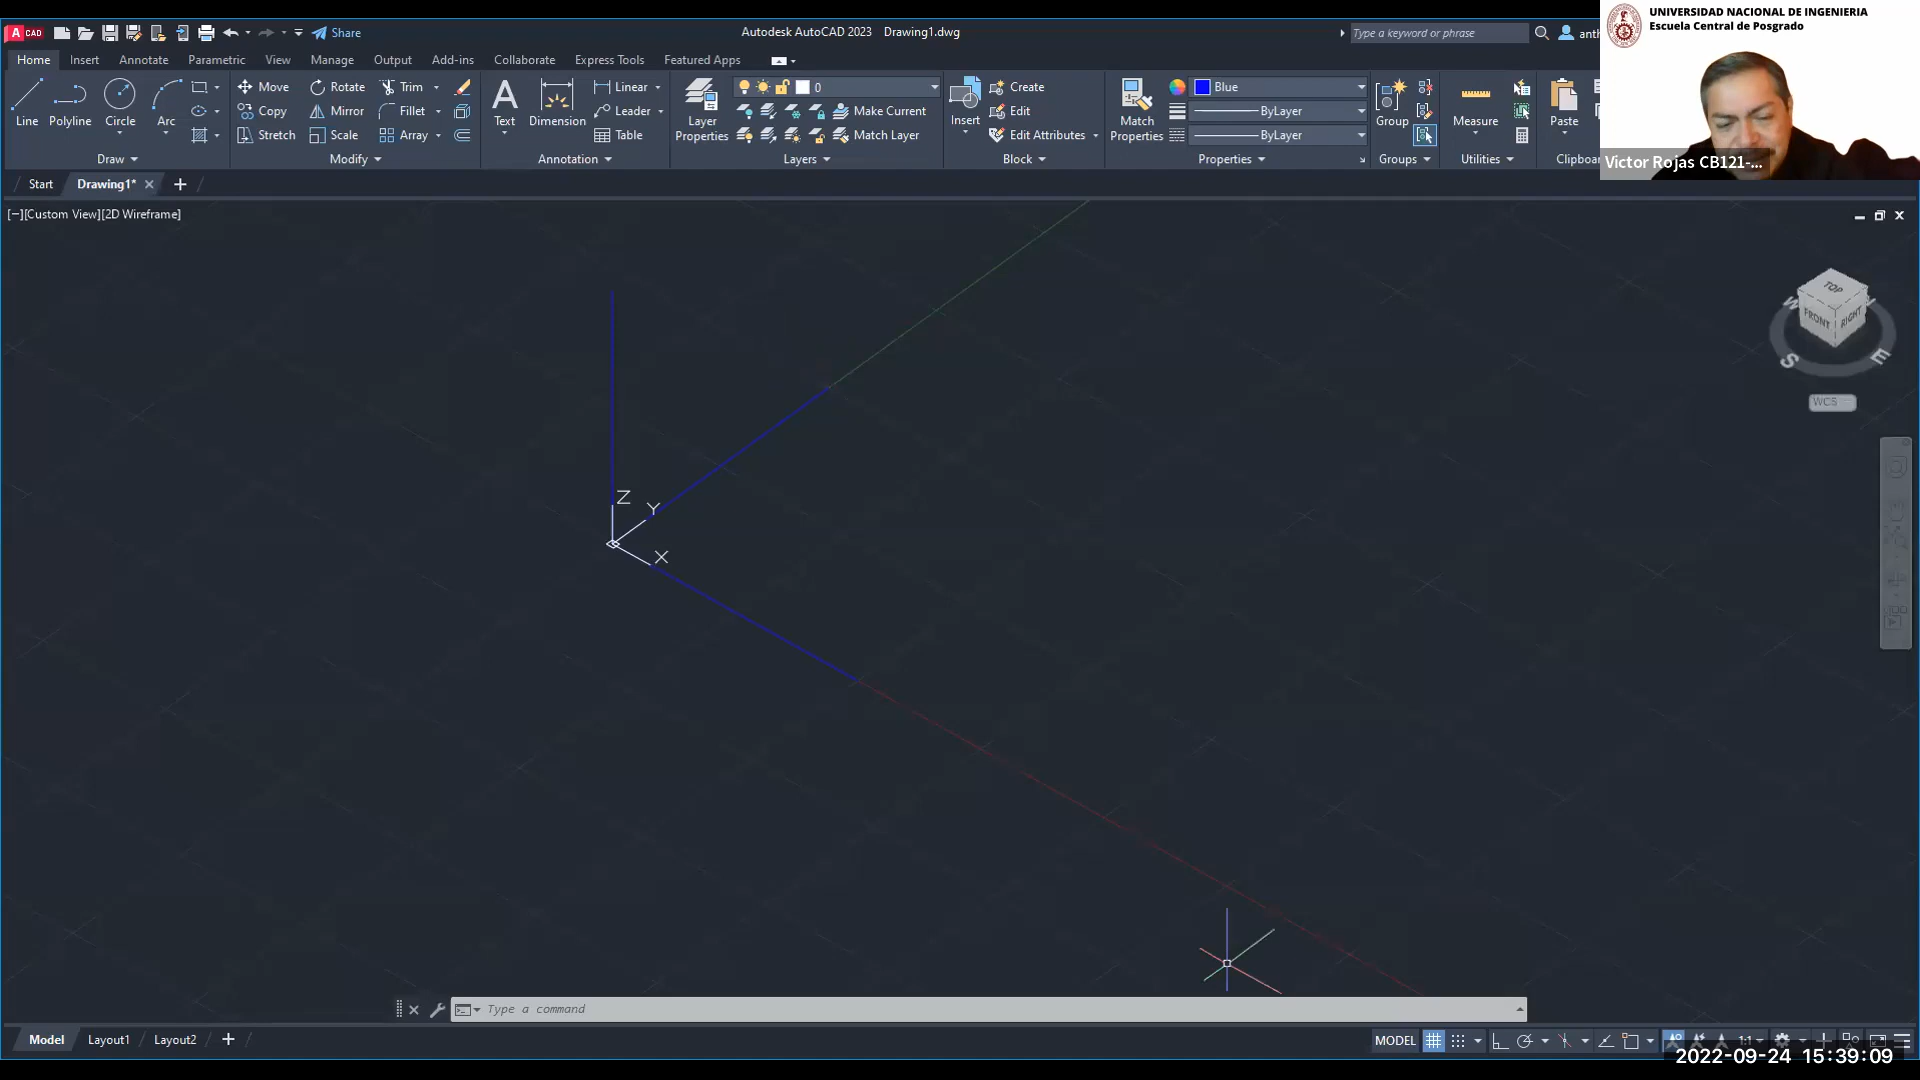 UNIVERSIDAD NACIONAL DE INGENIERIA
Escuela Central de Posgrado
A CAD
Share
Autodesk AutoCAD 2023 Drawing1.dwg
Type a keyword or phrase
Home Insert Annotate Parametric View Manage Output Add-ins Collaborate Express Tools Featured Apps
Line Polyline Circle Arc
Draw
Move Rotate Trim
Copy Mirror Fillet
Stretch Scale Array
Modify
A Text Dimension
Linear
Leader
Table
Annotation
Layer Properties
0
Make Current
Match Layer
Layers
Insert
Create
Edit
Edit Attributes
Block
Match Properties
Blue
ByLayer
ByLayer
Properties
Group
Groups
Measure
Utilities
Paste
Victor Rojas CB121-...
Start Drawing1*
[−][Custom View][2D Wireframe]
TOP
FRONT RIGHT
W
S E
WCS
Z
Y
X
Type a command
Model Layout1 Layout2
MODEL
1:1
2022-09-24 15:39:09